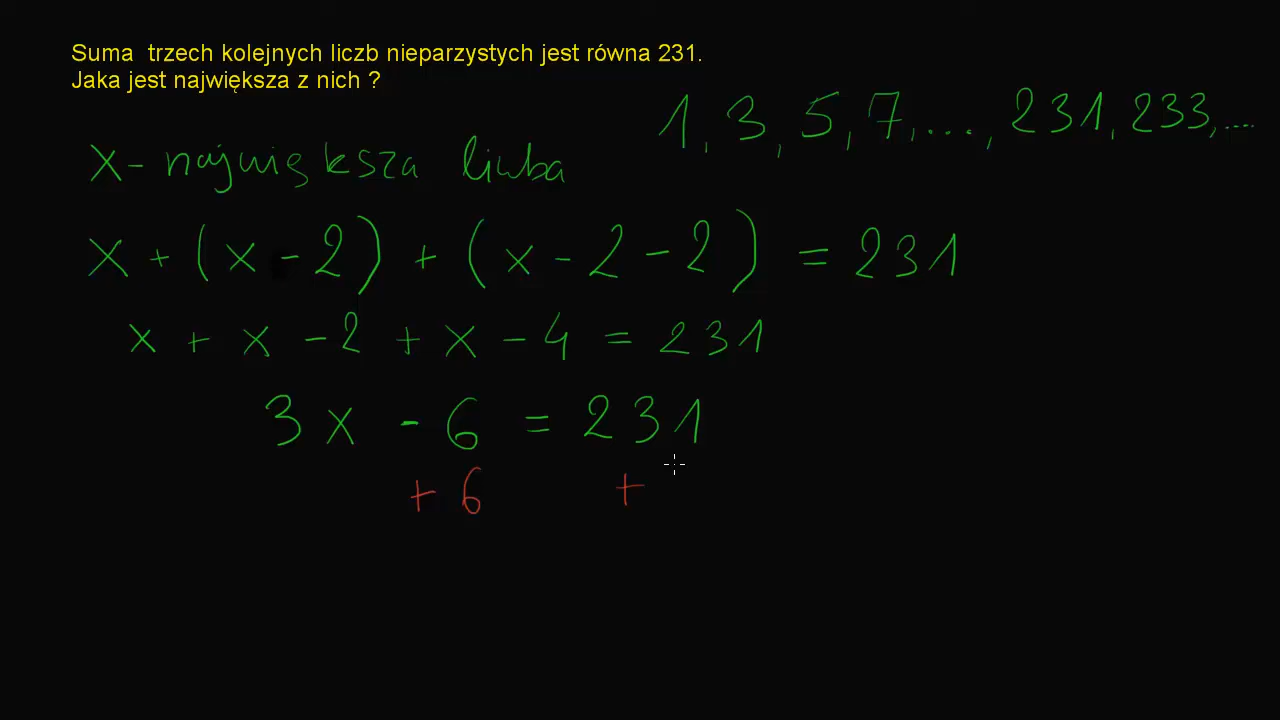 Suma trzech kolejnych liczb nieparzystych jest równa 231.
Jaka jest największa z nich ?
1, 3, 5, 7, ...., 231, 233, ....
x - największa liczba
x + (x - 2) + (x - 2 - 2) = 231
x + x - 2 + x - 4 = 231
3x - 6 = 231
+ 6 +